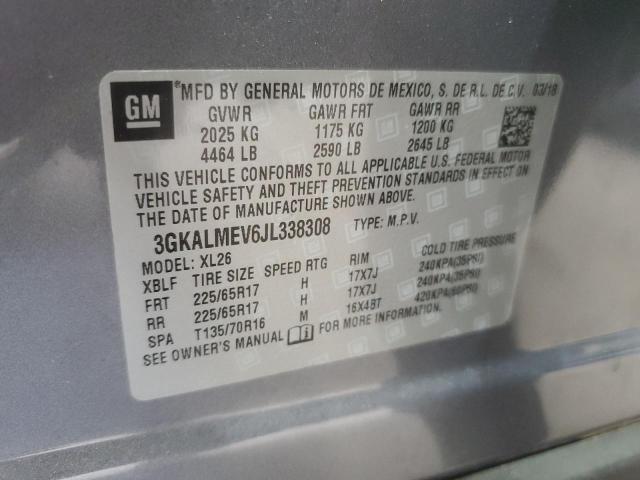 GM
*MFD BY GENERAL MOTORS DE MEXICO, S. DE R.L. DE C.V. 03/18
GVWR GAWR FRT GAWR RR
2025 KG 1175 KG 1200 KG
4464 LB 2590 LB 2645 LB
THIS VEHICLE CONFORMS TO ALL APPLICABLE U.S. FEDERAL MOTOR
VEHICLE SAFETY AND THEFT PREVENTION STANDARDS IN EFFECT ON
THE DATE OF MANUFACTURE SHOWN ABOVE.
3GKALMEV6JL338308 TYPE: M.P.V.
MODEL: XL26
XBLF TIRE SIZE SPEED RTG RIM COLD TIRE PRESSURE
FRT 225/65R17 H 17X7J 240KPA(35PSI)
RR 225/65R17 H 17X7J 240KPA(35PSI)
SPA T135/70R16 M 16X4BT 420KPA(60PSI)
SEE OWNER'S MANUAL FOR MORE INFORMATION.